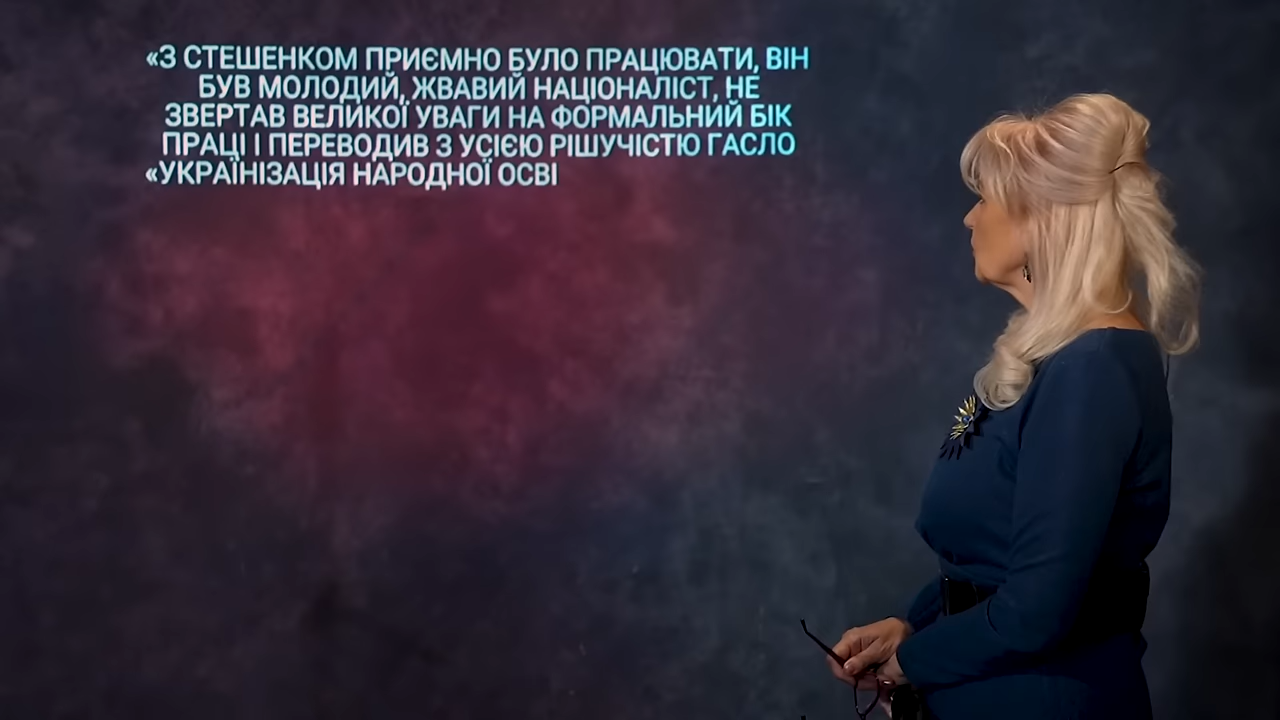 «З СТЕШЕНКОМ ПРИЄМНО БУЛО ПРАЦЮВАТИ, ВІН
БУВ МОЛОДИЙ, ЖВАВИЙ НАЦІОНАЛІСТ, НЕ
ЗВЕРТАВ ВЕЛИКОЇ УВАГИ НА ФОРМАЛЬНИЙ БІК
ПРАЦІ І ПЕРЕВОДИВ З УСІЄЮ РІШУЧІСТЮ ГАСЛО
«УКРАЇНІЗАЦІЯ НАРОДНОЇ ОСВІ